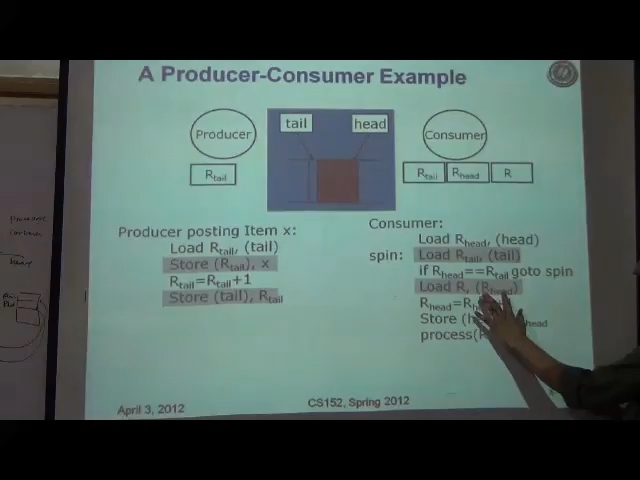 A Producer-Consumer Example
Producer
tail
head
Consumer
Rtail
Rtail
Rhead
R
Producer posting Item x:
Load Rtail, (tail)
Store (Rtail), x
Rtail=Rtail+1
Store (tail), Rtail
Consumer:
Load Rhead, (head)
spin: Load Rtail, (tail)
if Rhead==Rtail goto spin
Load R, (Rhead)
Store
April 3, 2012
CS152, Spring 2012